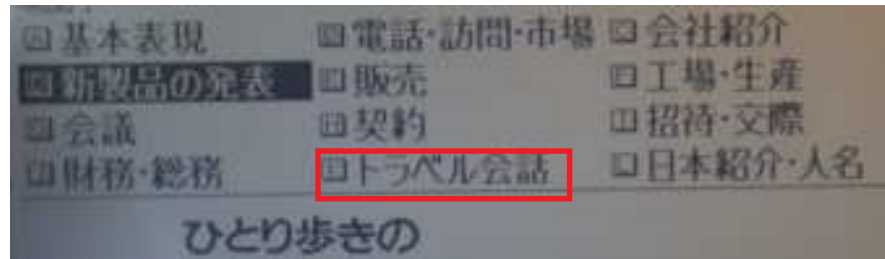 基本表現 電話・訪問・市場 会社紹介
新製品の発表 販売 工場・生産
会議 契約 招待・交際
財務・総務 トラベル会話 日本紹介・人名
ひとり歩きの